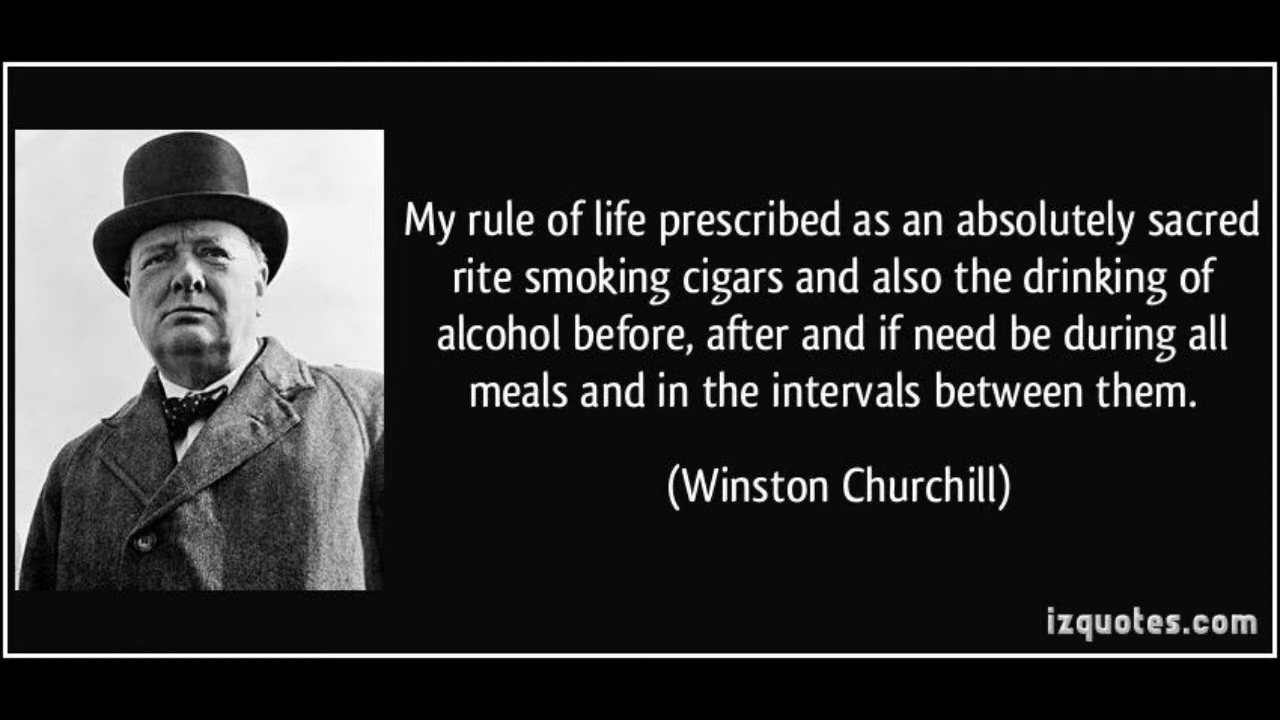 My rule of life prescribed as an absolutely sacred
rite smoking cigars and also the drinking of
alcohol before, after and if need be during all
meals and in the intervals between them.
(Winston Churchill)
izquotes.com